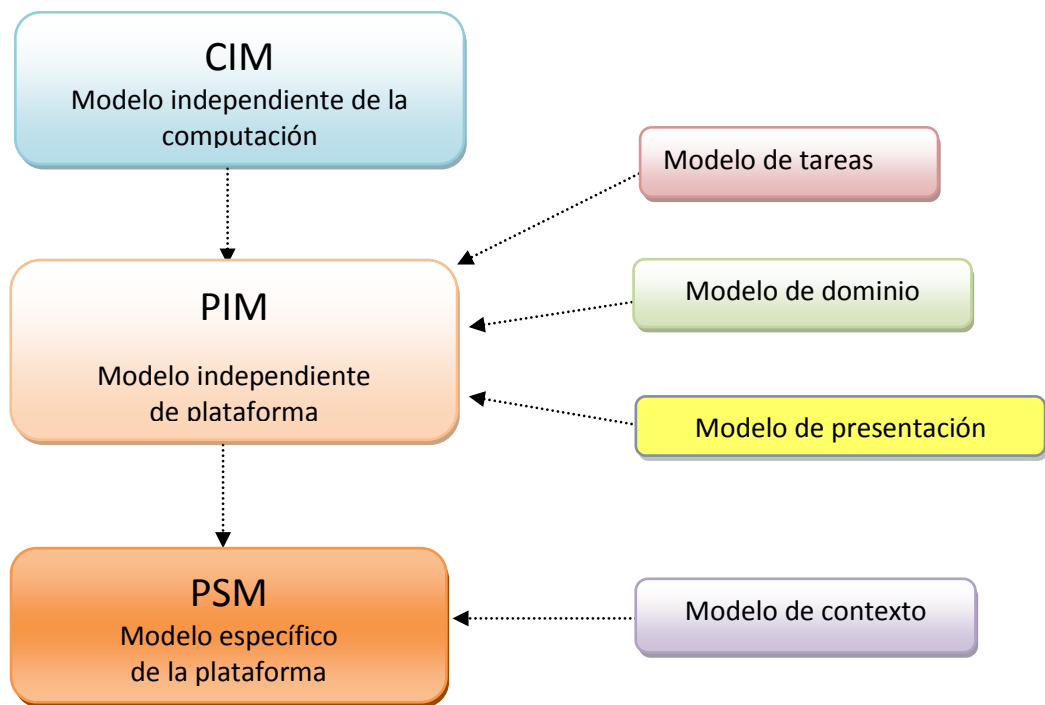 CIM
Modelo independiente de la
computación
Modelo de tareas
PIM
Modelo independiente
de plataforma
Modelo de dominio
Modelo de presentación
PSM
Modelo específico
de la plataforma
Modelo de contexto